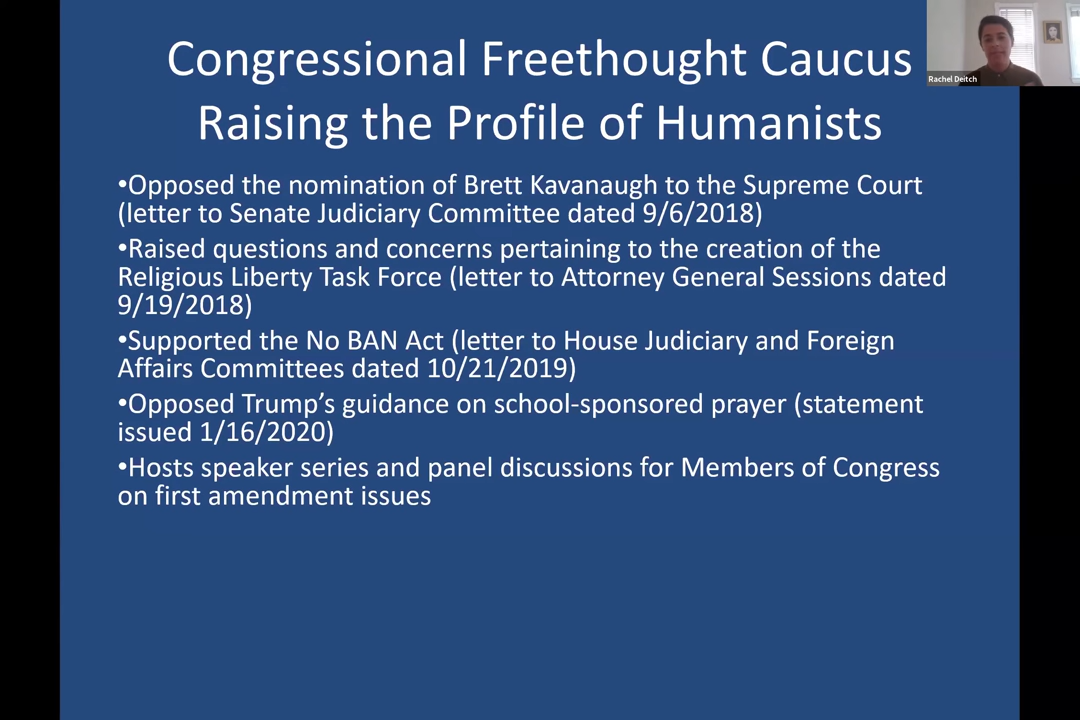 Congressional Freethought Caucus
Raising the Profile of Humanists
Rachel Deitch
•Opposed the nomination of Brett Kavanaugh to the Supreme Court
(letter to Senate Judiciary Committee dated 9/6/2018)
•Raised questions and concerns pertaining to the creation of the
Religious Liberty Task Force (letter to Attorney General Sessions dated
9/19/2018)
•Supported the No BAN Act (letter to House Judiciary and Foreign
Affairs Committees dated 10/21/2019)
•Opposed Trump’s guidance on school-sponsored prayer (statement
issued 1/16/2020)
•Hosts speaker series and panel discussions for Members of Congress
on first amendment issues